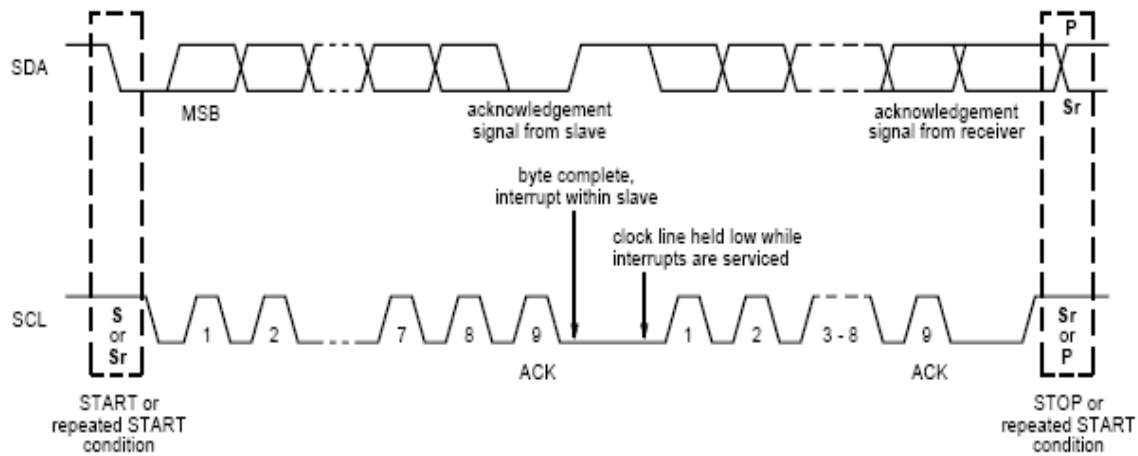 P
SDA
MSB
acknowledgement
signal from slave
acknowledgement
signal from receiver
Sr
byte complete,
interrupt within slave
clock line held low while
interrupts are serviced
SCL
S
or
Sr
1
2
7
8
9
1
2
3 - 8
9
Sr
or
P
ACK
ACK
START or
repeated START
condition
STOP or
repeated START
condition